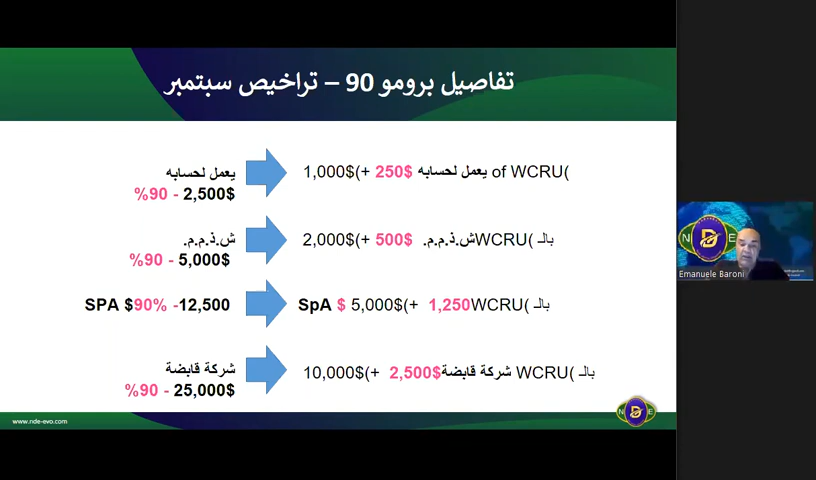 تفاصيل برومو 90 – تراخيص سبتمبر
يعمل لحسابه
%90 - 2,500$
1,000$(+ 250$ يعمل لحسابه of WCRU(
ش.ذ.م.م.
%90 - 5,000$
2,000$(+ 500$ ش.ذ.م.م.WCRU( بالـ
SPA $90% -12,500
SpA $ 5,000$(+ 1,250WCRU( بالـ
شركة قابضة
%90 - 25,000$
10,000$(+ 2,500$شركة قابضة WCRU( بالـ
www.nde-evo.com
N D E
N D E
Emanuele Baroni